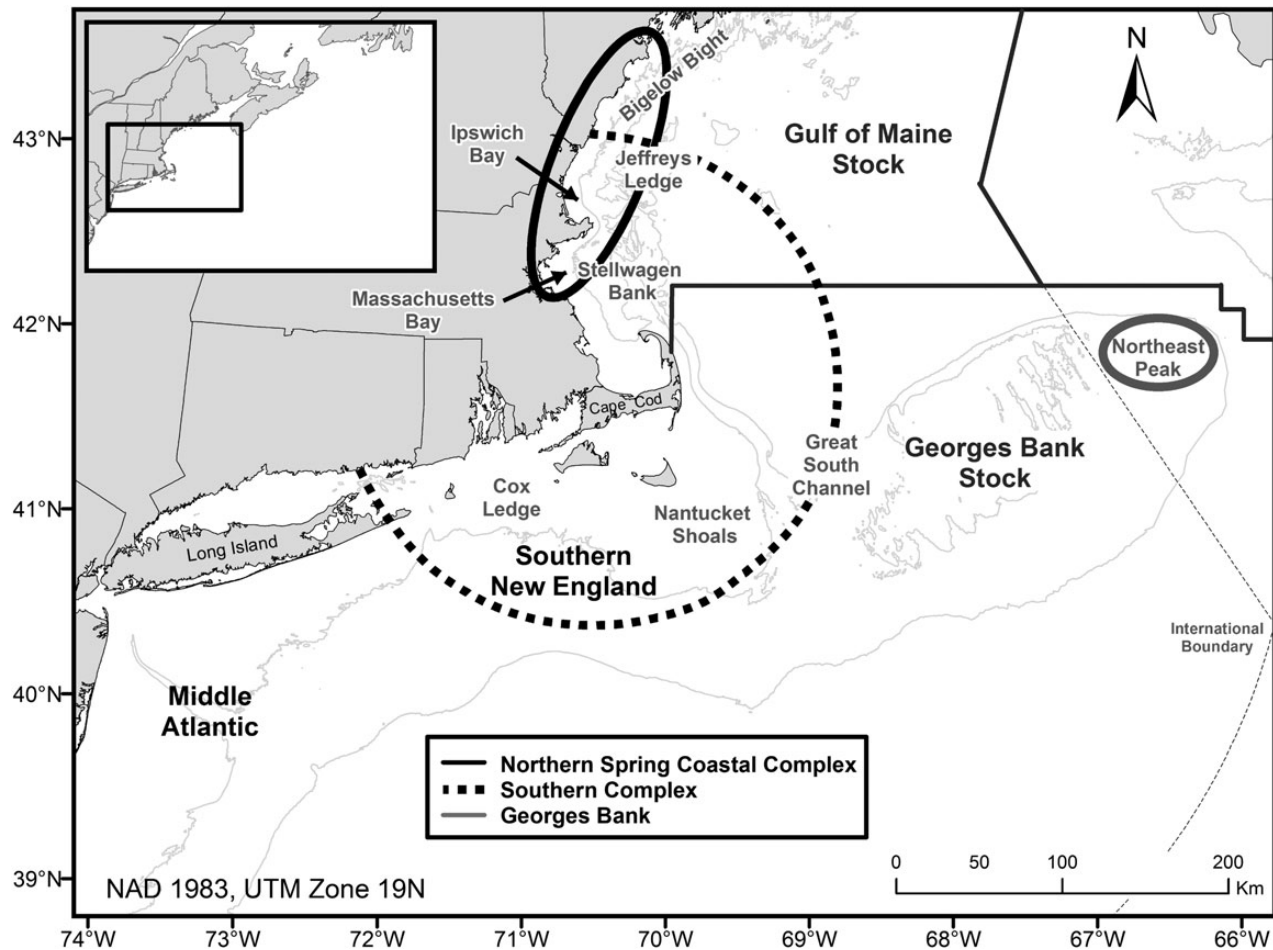 Bigelow Bight
N
43°N
Ipswich
Bay
Gulf of Maine
Stock
Jeffreys
Ledge
Stellwagen
Bank
Massachusetts
Bay
42°N
Northeast
Peak
Cape Cod
Great
South
Channel
Georges Bank
Stock
41°N
Cox
Ledge
Nantucket
Shoals
Long Island
Southern
New England
International
Boundary
40°N
Middle
Atlantic
Northern Spring Coastal Complex
Southern Complex
Georges Bank
39°N
NAD 1983, UTM Zone 19N
0 50 100 200
Km
74°W 73°W 72°W 71°W 70°W 69°W 68°W 67°W 66°W